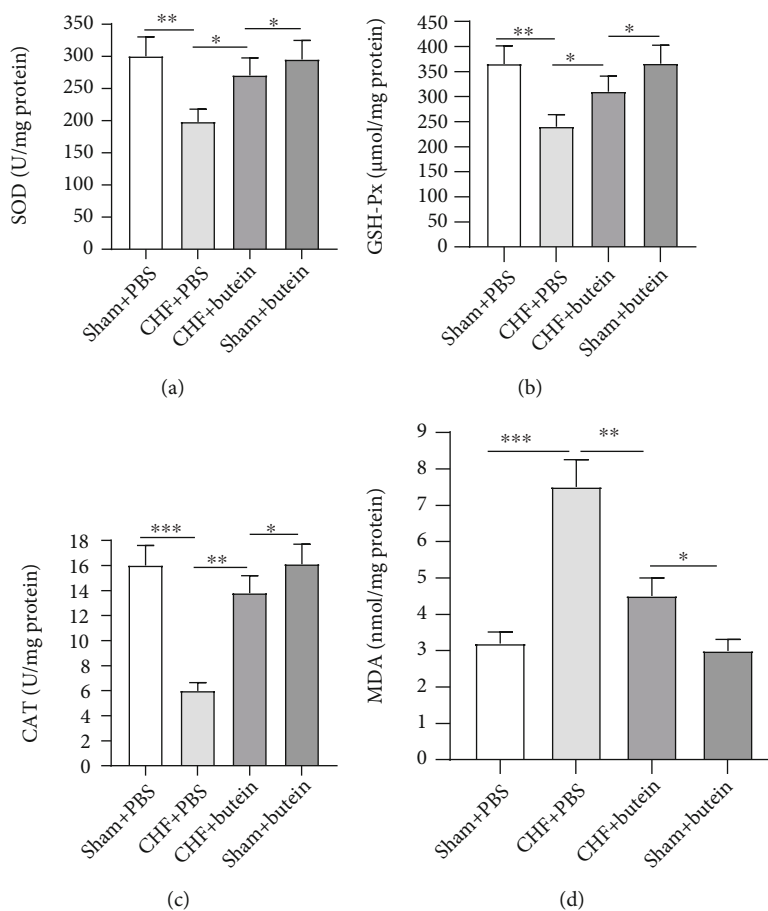 ** * *
350
300
250
200
150
100
50
0
SOD (U/mg protein)
Sham+PBS
CHF+PBS
CHF+butein
Sham+butein
(a)
** * *
450
400
350
300
250
200
150
100
50
0
GSH-Px (μmol/mg protein)
Sham+PBS
CHF+PBS
CHF+butein
Sham+butein
(b)
*** ** *
18
16
14
12
10
8
6
4
2
0
CAT (U/mg protein)
Sham+PBS
CHF+PBS
CHF+butein
Sham+butein
(c)
*** ** *
9
8
7
6
5
4
3
2
1
0
MDA (nmol/mg protein)
Sham+PBS
CHF+PBS
CHF+butein
Sham+butein
(d)